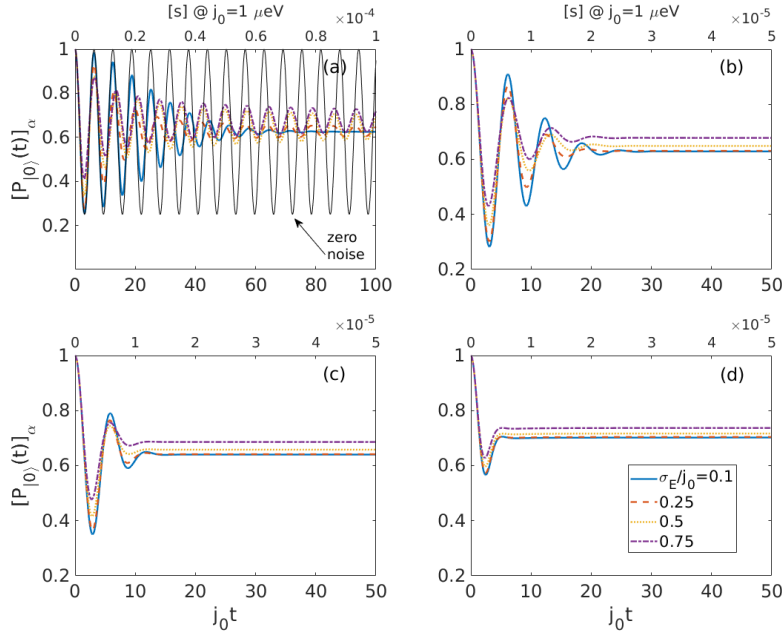 [s] @ j₀=1 μeV
[s] @ j₀=1 μeV
×10⁻⁴
×10⁻⁵
0 0.2 0.4 0.6 0.8 1
0 1 2 3 4 5
[P|0⟩(t)]α
1
0.8
0.6
0.4
0.2
(a)
zero
noise
0 20 40 60 80 100
1
0.8
0.6
0.4
0.2
(b)
0 10 20 30 40 50
×10⁻⁵
×10⁻⁵
0 1 2 3 4 5
0 1 2 3 4 5
[P|0⟩(t)]α
1
0.8
0.6
0.4
0.2
(c)
0 10 20 30 40 50
j₀t
1
0.8
0.6
0.4
0.2
(d)
σE/j₀=0.1
0.25
0.5
0.75
0 10 20 30 40 50
j₀t